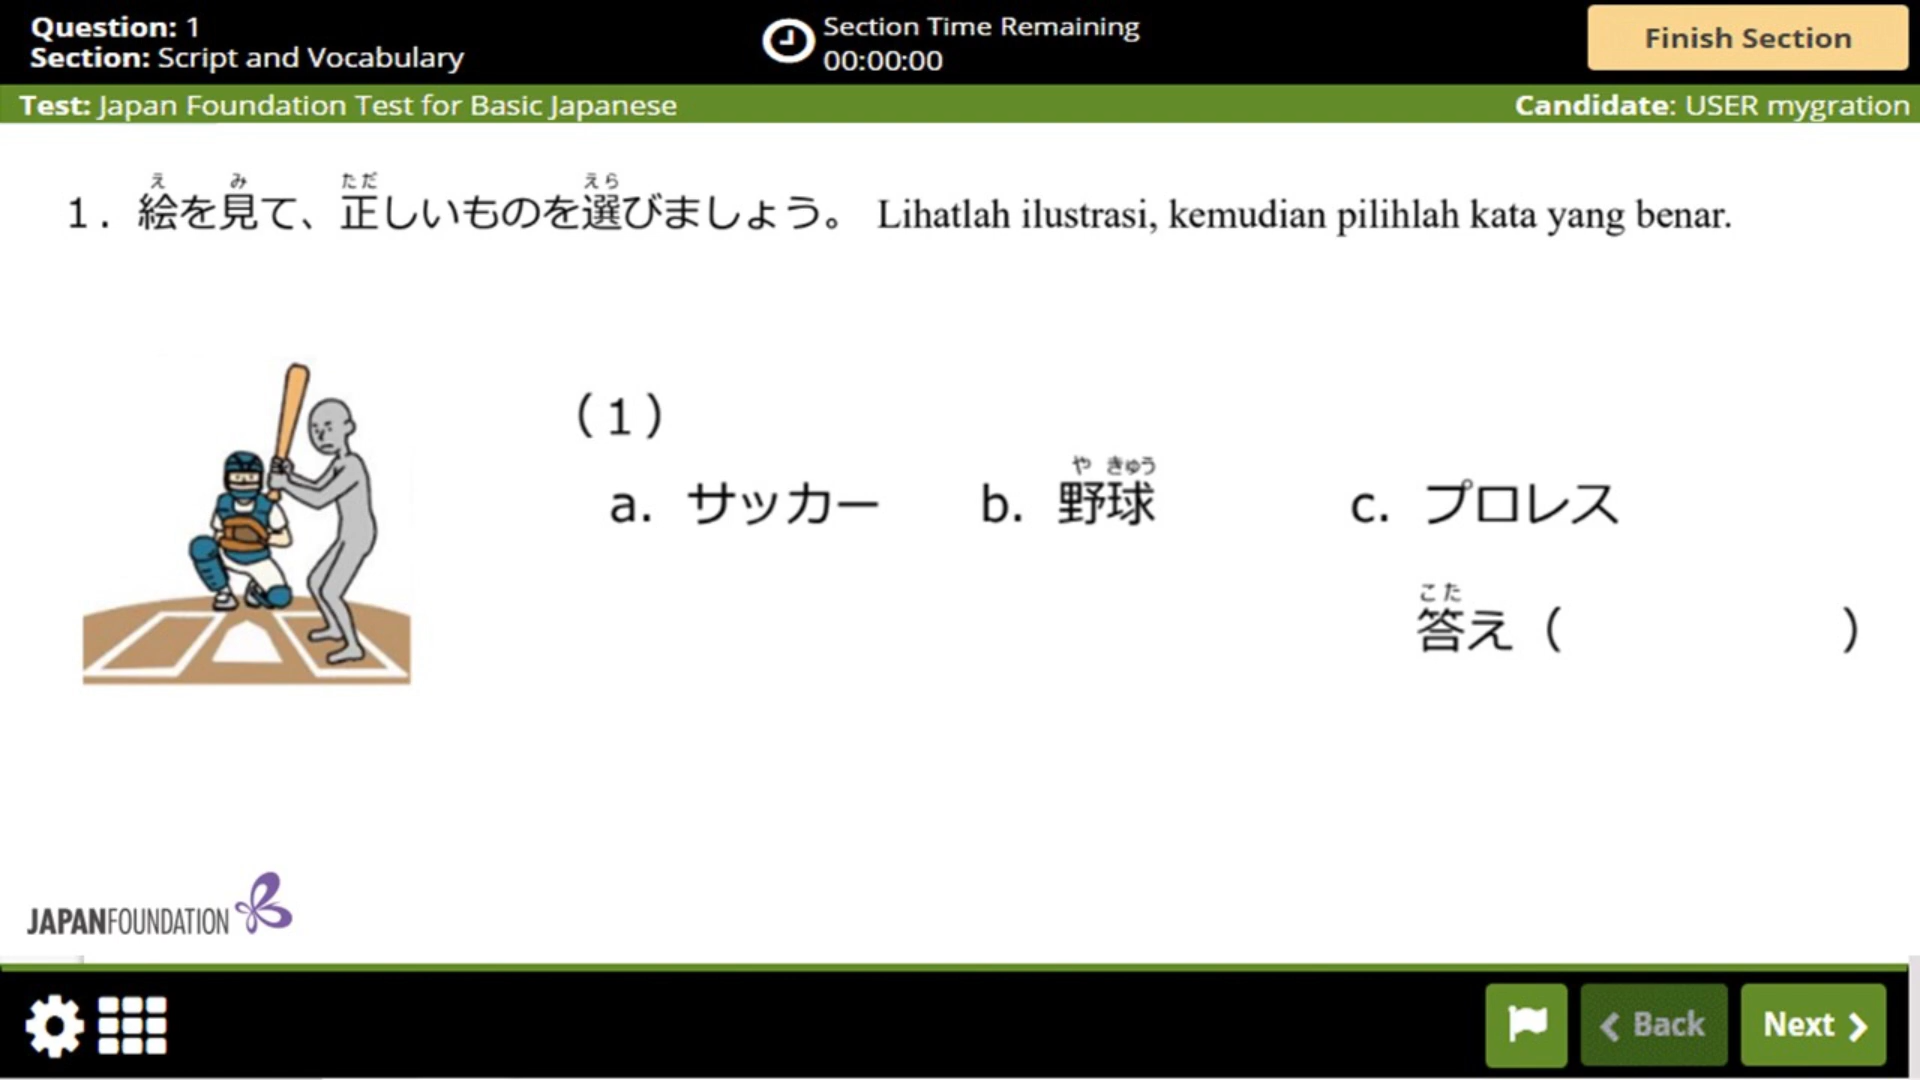 Question: 1
Section: Script and Vocabulary
Section Time Remaining
00:00:00
Finish Section
Test: Japan Foundation Test for Basic Japanese
Candidate: USER mygration
え み ただ えら
1. 絵を見て、正しいものを選びましょう。 Lihatlah ilustrasi, kemudian pilihlah kata yang benar.
(1)
や きゅう
a. サッカー b. 野球 c. プロレス
こた
答え ( )
JAPANFOUNDATION
Back
Next